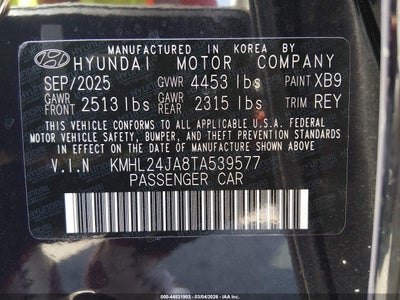 MANUFACTURED IN KOREA BY
HYUNDAI MOTOR COMPANY
SEP/2025 GVWR 4453 lbs PAINT XB9
GAWR FRONT 2513 lbs GAWR REAR 2315 lbs TRIM REY
THIS VEHICLE CONFORMS TO ALL APPLICABLE U.S.A. FEDERAL
MOTOR VEHICLE SAFETY, BUMPER, AND THEFT PREVENTION
STANDARDS IN EFFECT ON THE DATE OF MANUFACTURE SHOWN ABOVE.
V.I.N KMHL24JA8TA539577
PASSENGER CAR
000-44531903 - 03/04/2026 - IAA Inc.